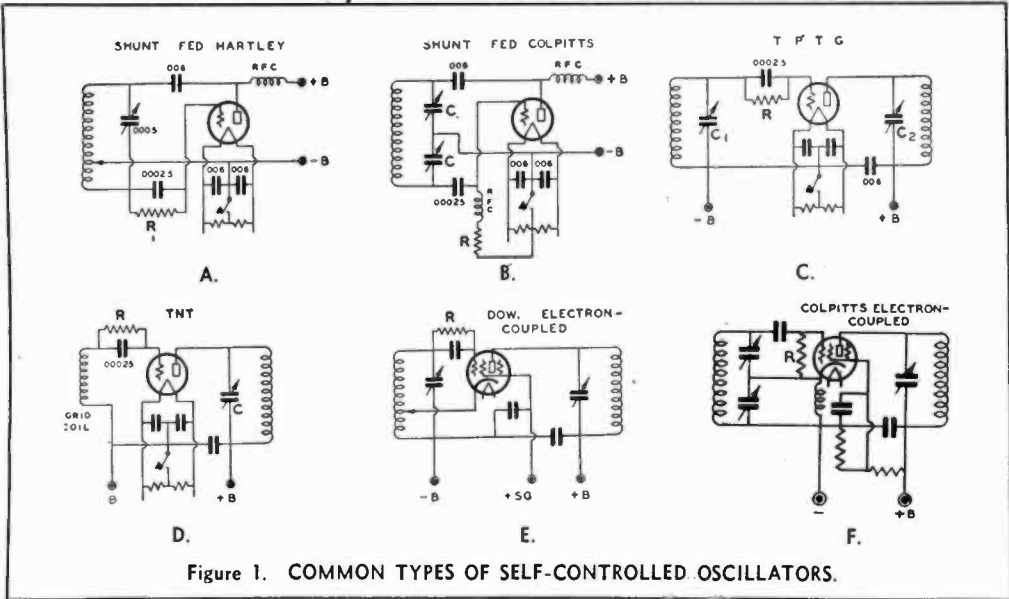 SHUNT FED HARTLEY
.006
RFC
+B
.0005
-B
.00025
.006 .006
R
A.
SHUNT FED COLPITTS
.006
RFC
+B
C.
C
-B
.00025
RFC
.006 .006
R
B.
T P T G
.00025
R
C1
C2
.006
-B
+B
C.
TNT
R
.00025
GRID
COIL
C
B
+B
D.
DOW. ELECTRON-
COUPLED
R
-B
+SG
+B
E.
COLPITTS ELECTRON-
COUPLED
R
-
+B
F.
Figure 1. COMMON TYPES OF SELF-CONTROLLED OSCILLATORS.